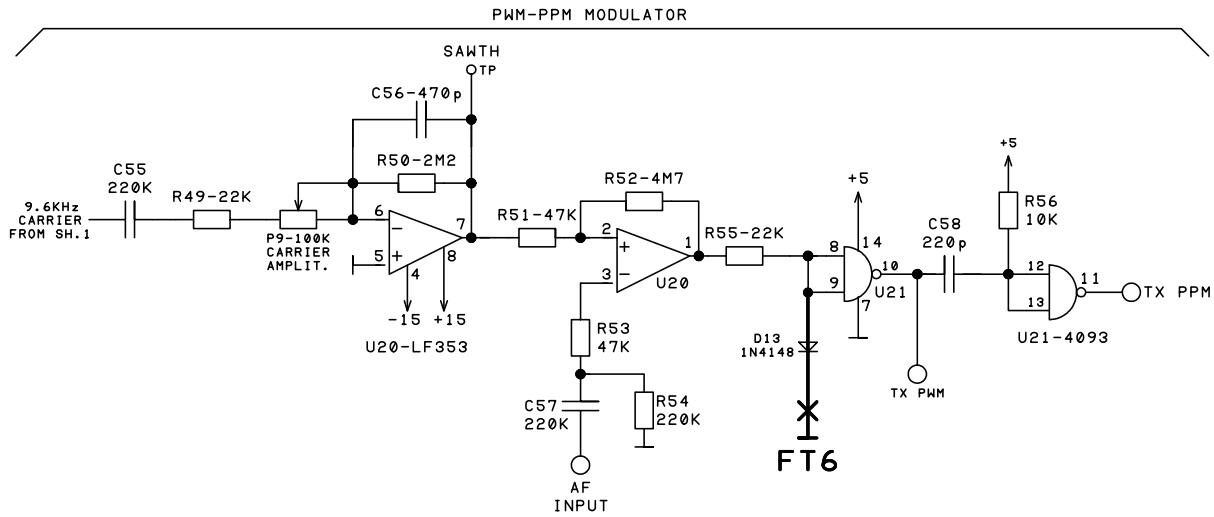 PWM-PPM MODULATOR
SAWTH
TP
C56-470p
C55
220K
R49-22K
R50-2M2
9.6KHz
CARRIER
FROM SH.1
P9-100K
CARRIER
AMPLIT.
6
-
5
+
7
8
4
-15 +15
U20-LF353
R51-47K
R52-4M7
2
+
3
-
1
U20
R53
47K
C57
220K
R54
220K
AF
INPUT
R55-22K
+5
8
14
9
10
U21
7
D13
1N4148
FT6
TX PWM
C58
220p
+5
R56
10K
12
13
11
TX PPM
U21-4093